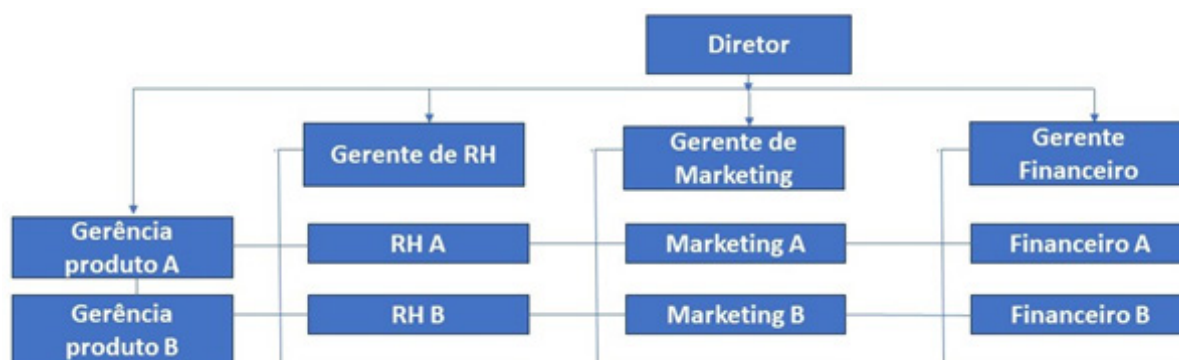 Diretor
Gerente de RH
Gerente de
Marketing
Gerente
Financeiro
Gerência
produto A
RH A
Marketing A
Financeiro A
Gerência
produto B
RH B
Marketing B
Financeiro B